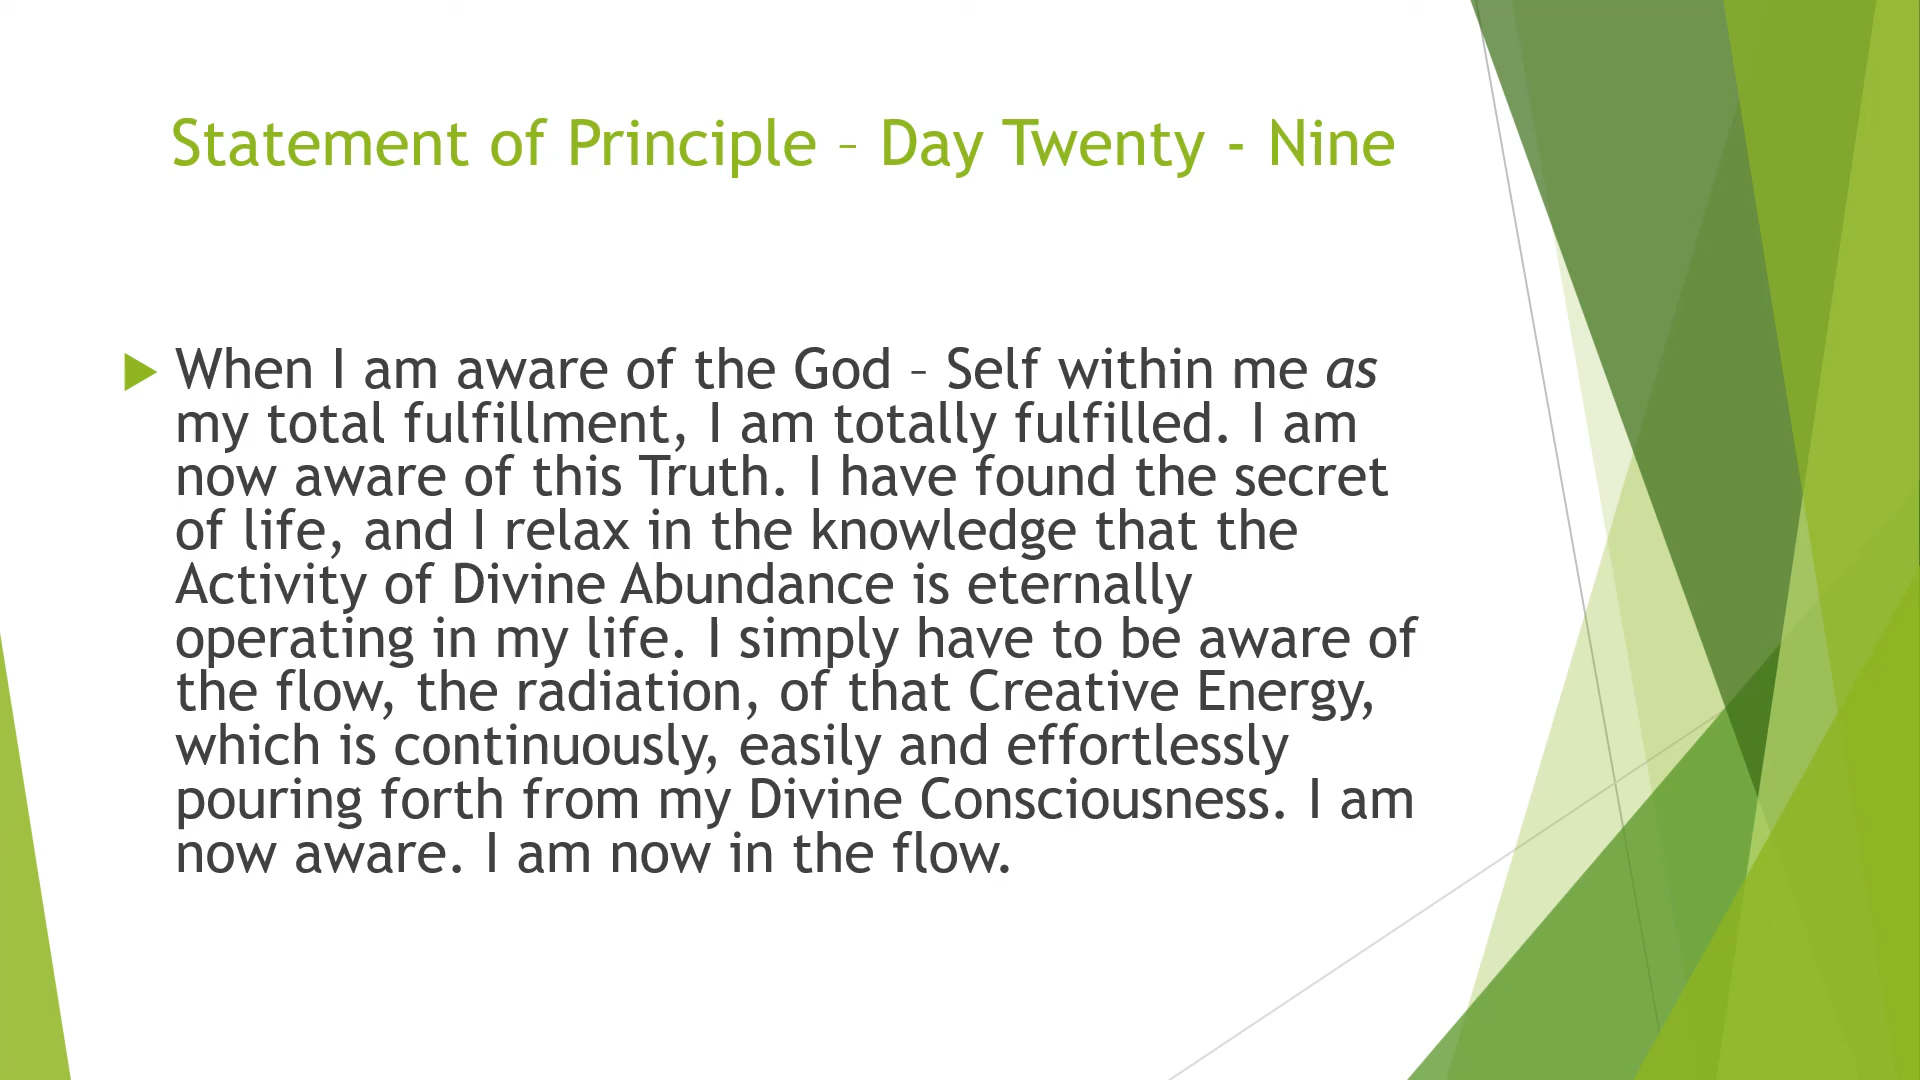 Statement of Principle – Day Twenty - Nine
When I am aware of the God – Self within me as
my total fulfillment, I am totally fulfilled. I am
now aware of this Truth. I have found the secret
of life, and I relax in the knowledge that the
Activity of Divine Abundance is eternally
operating in my life. I simply have to be aware of
the flow, the radiation, of that Creative Energy,
which is continuously, easily and effortlessly
pouring forth from my Divine Consciousness. I am
now aware. I am now in the flow.